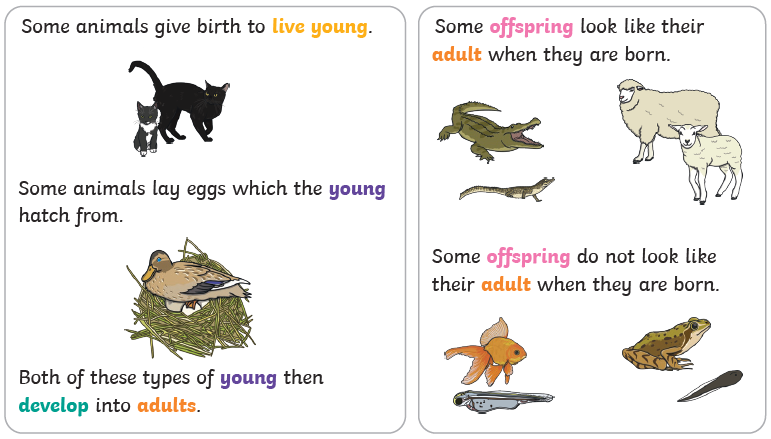 Some animals give birth to live young.
Some animals lay eggs which the young
hatch from.
Both of these types of young then
develop into adults.
Some offspring look like their
adult when they are born.
Some offspring do not look like
their adult when they are born.